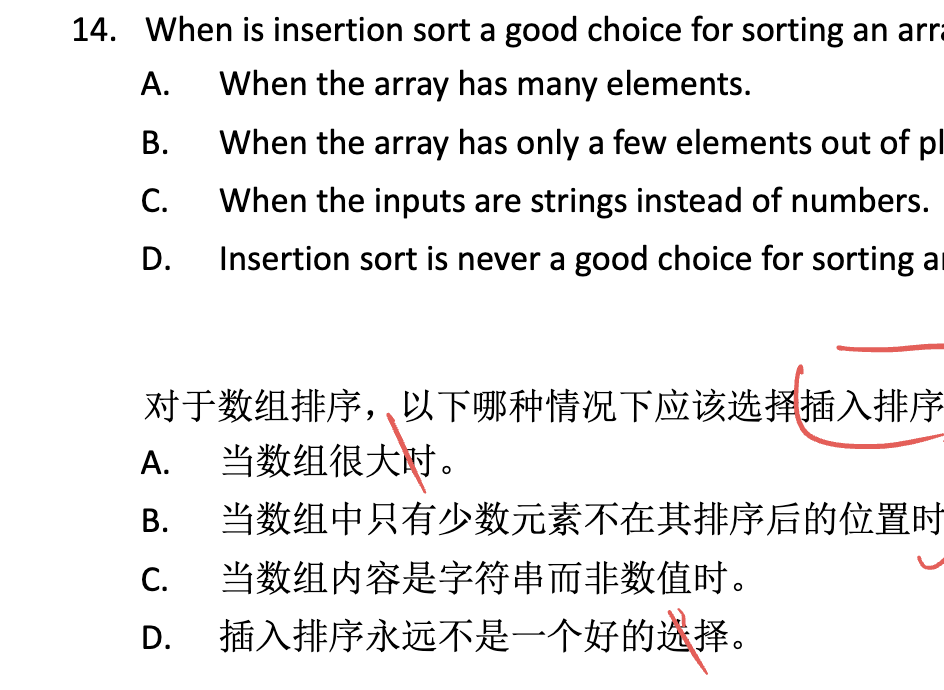 14. When is insertion sort a good choice for sorting an
A. When the array has many elements.
B. When the array has only a few elements out of
C. When the inputs are strings instead of numbers.
D. Insertion sort is never a good choice for sorting
对于数组排序，以下哪种情况下应该选择插入排序
A. 当数组很大时。
B. 当数组中只有少数元素不在其排序后的位置时
C. 当数组内容是字符串而非数值时。
D. 插入排序永远不是一个好的选择。